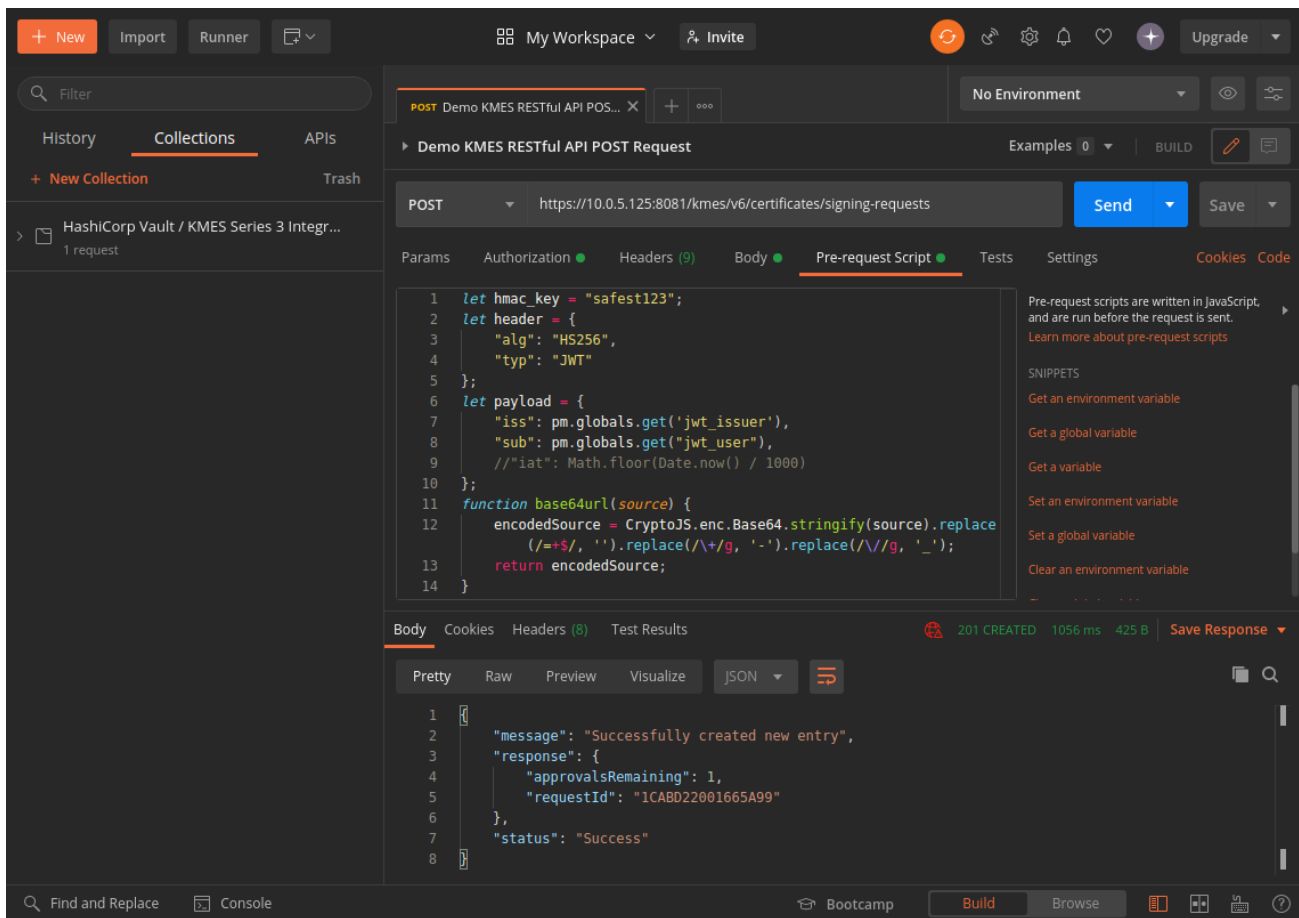 + New
Import
Runner
My Workspace
Invite
Upgrade
Filter
History
Collections
APIs
+ New Collection
Trash
HashiCorp Vault / KMES Series 3 Integr...
1 request
POST Demo KMES RESTful API POS...
No Environment
Demo KMES RESTful API POST Request
Examples 0
BUILD
POST
https://10.0.5.125:8081/kmes/v6/certificates/signing-requests
Send
Save
Params
Authorization
Headers (9)
Body
Pre-request Script
Tests
Settings
Cookies
Code
1 let hmac_key = "safest123";
2 let header = {
3 "alg": "HS256",
4 "typ": "JWT"
5 };
6 let payload = {
7 "iss": pm.globals.get('jwt_issuer'),
8 "sub": pm.globals.get("jwt_user"),
9 //"iat": Math.floor(Date.now() / 1000)
10 };
11 function base64url(source) {
12 encodedSource = CryptoJS.enc.Base64.stringify(source).replace
(/=+$/, '').replace(/\+/g, '-').replace(/\//g, '_');
13 return encodedSource;
14 }
Pre-request scripts are written in JavaScript,
and are run before the request is sent.
Learn more about pre-request scripts
SNIPPETS
Get an environment variable
Get a global variable
Get a variable
Set an environment variable
Set a global variable
Clear an environment variable
Body
Cookies
Headers (8)
Test Results
201 CREATED
1056 ms
425 B
Save Response
Pretty
Raw
Preview
Visualize
JSON
1 {
2 "message": "Successfully created new entry",
3 "response": {
4 "approvalsRemaining": 1,
5 "requestId": "1CABD22001665A99"
6 },
7 "status": "Success"
8 }
Find and Replace
Console
Bootcamp
Build
Browse